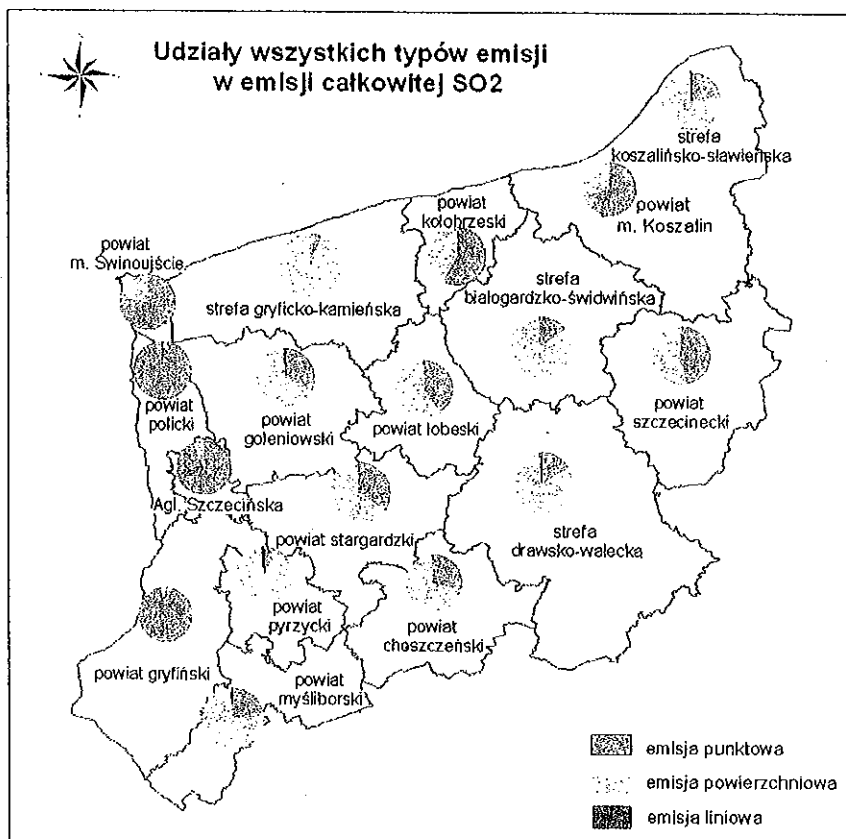 Udziały wszystkich typów emisji
w emisji całkowitej SO2
strefa
koszalińsko-sławieńska
powiat
m. Koszalin
powiat
kołobrzeski
powiat
m. Świnoujście
strefa gryficko-kamieńska
strefa
białogardzko-świdwińska
powiat
policki
powiat
goleniowski
powiat łobeski
powiat
szczecinecki
Agl. Szczecińska
powiat stargardzki
strefa
drawsko-wałecka
powiat
pyrzycki
powiat
choszczeński
powiat gryfiński
powiat
myśliborski
emisja punktowa
emisja powierzchniowa
emisja liniowa